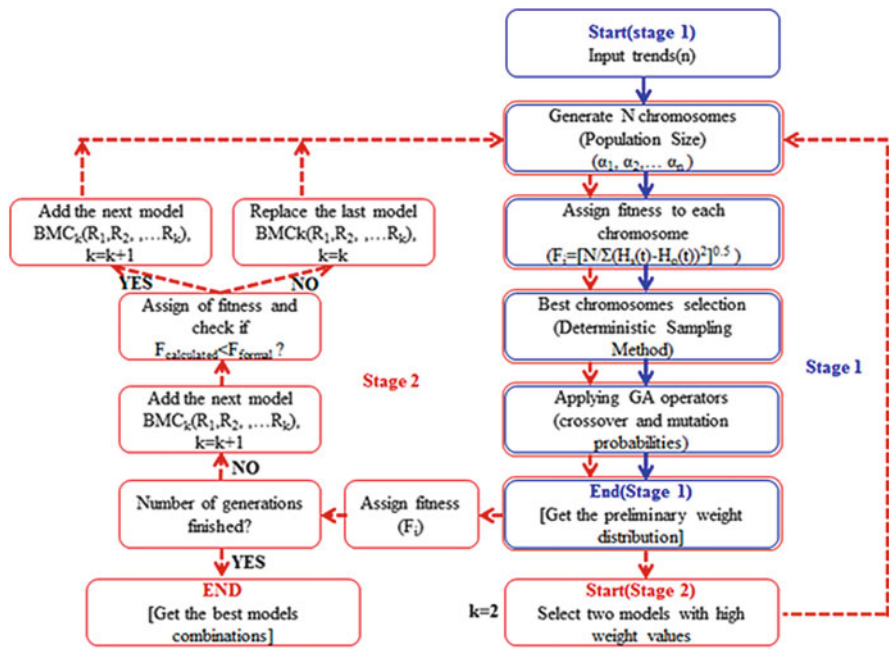 Start(stage 1)
Input trends(n)
Generate N chromosomes
(Population Size)
(α₁, α₂,… αₙ )
Assign fitness to each
chromosome
(Fᵢ=[N/Σ(Hₛ(t)-Hₒ(t))²]⁰·⁵ )
Best chromosomes selection
(Deterministic Sampling
Method)
Applying GA operators
(crossover and mutation
probabilities)
End(Stage 1)
[Get the preliminary weight
distribution]
Start(Stage 2)
Select two models with high
weight values
k=2
Stage 1
Stage 2
Assign fitness
(Fᵢ)
Number of generations
finished?
YES
END
[Get the best models
combinations]
NO
Add the next model
BMCₖ(R₁,R₂, ,…Rₖ),
k=k+1
Assign of fitness and
check if
F_calculated<F_formal ?
YES
NO
Add the next model
BMCₖ(R₁,R₂, ,…Rₖ),
k=k+1
Replace the last model
BMCk(R₁,R₂, ,…Rₖ),
k=k